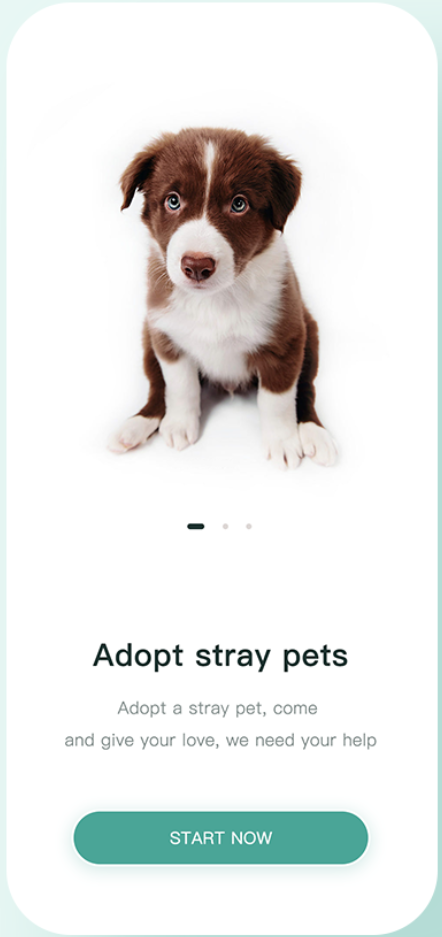 Adopt stray pets
Adopt a stray pet, come
and give your love, we need your help
START NOW